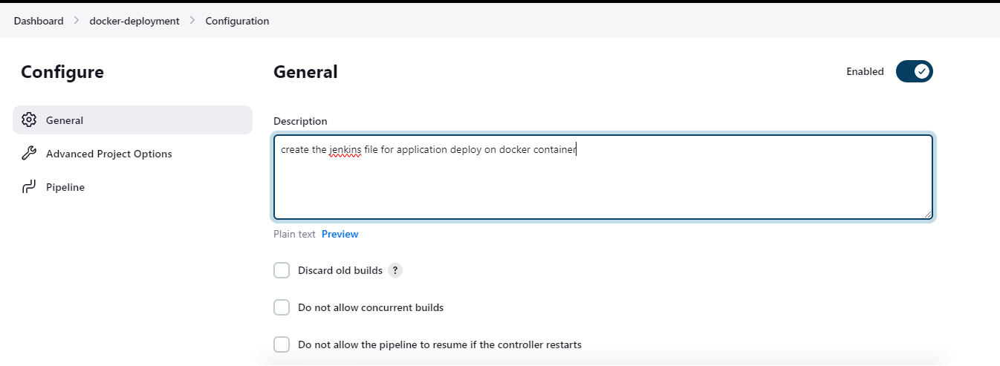 Dashboard > docker-deployment > Configuration
Configure
General
Advanced Project Options
Pipeline
General
Enabled
Description
create the jenkins file for application deploy on docker container
Plain text Preview
Discard old builds ?
Do not allow concurrent builds
Do not allow the pipeline to resume if the controller restarts